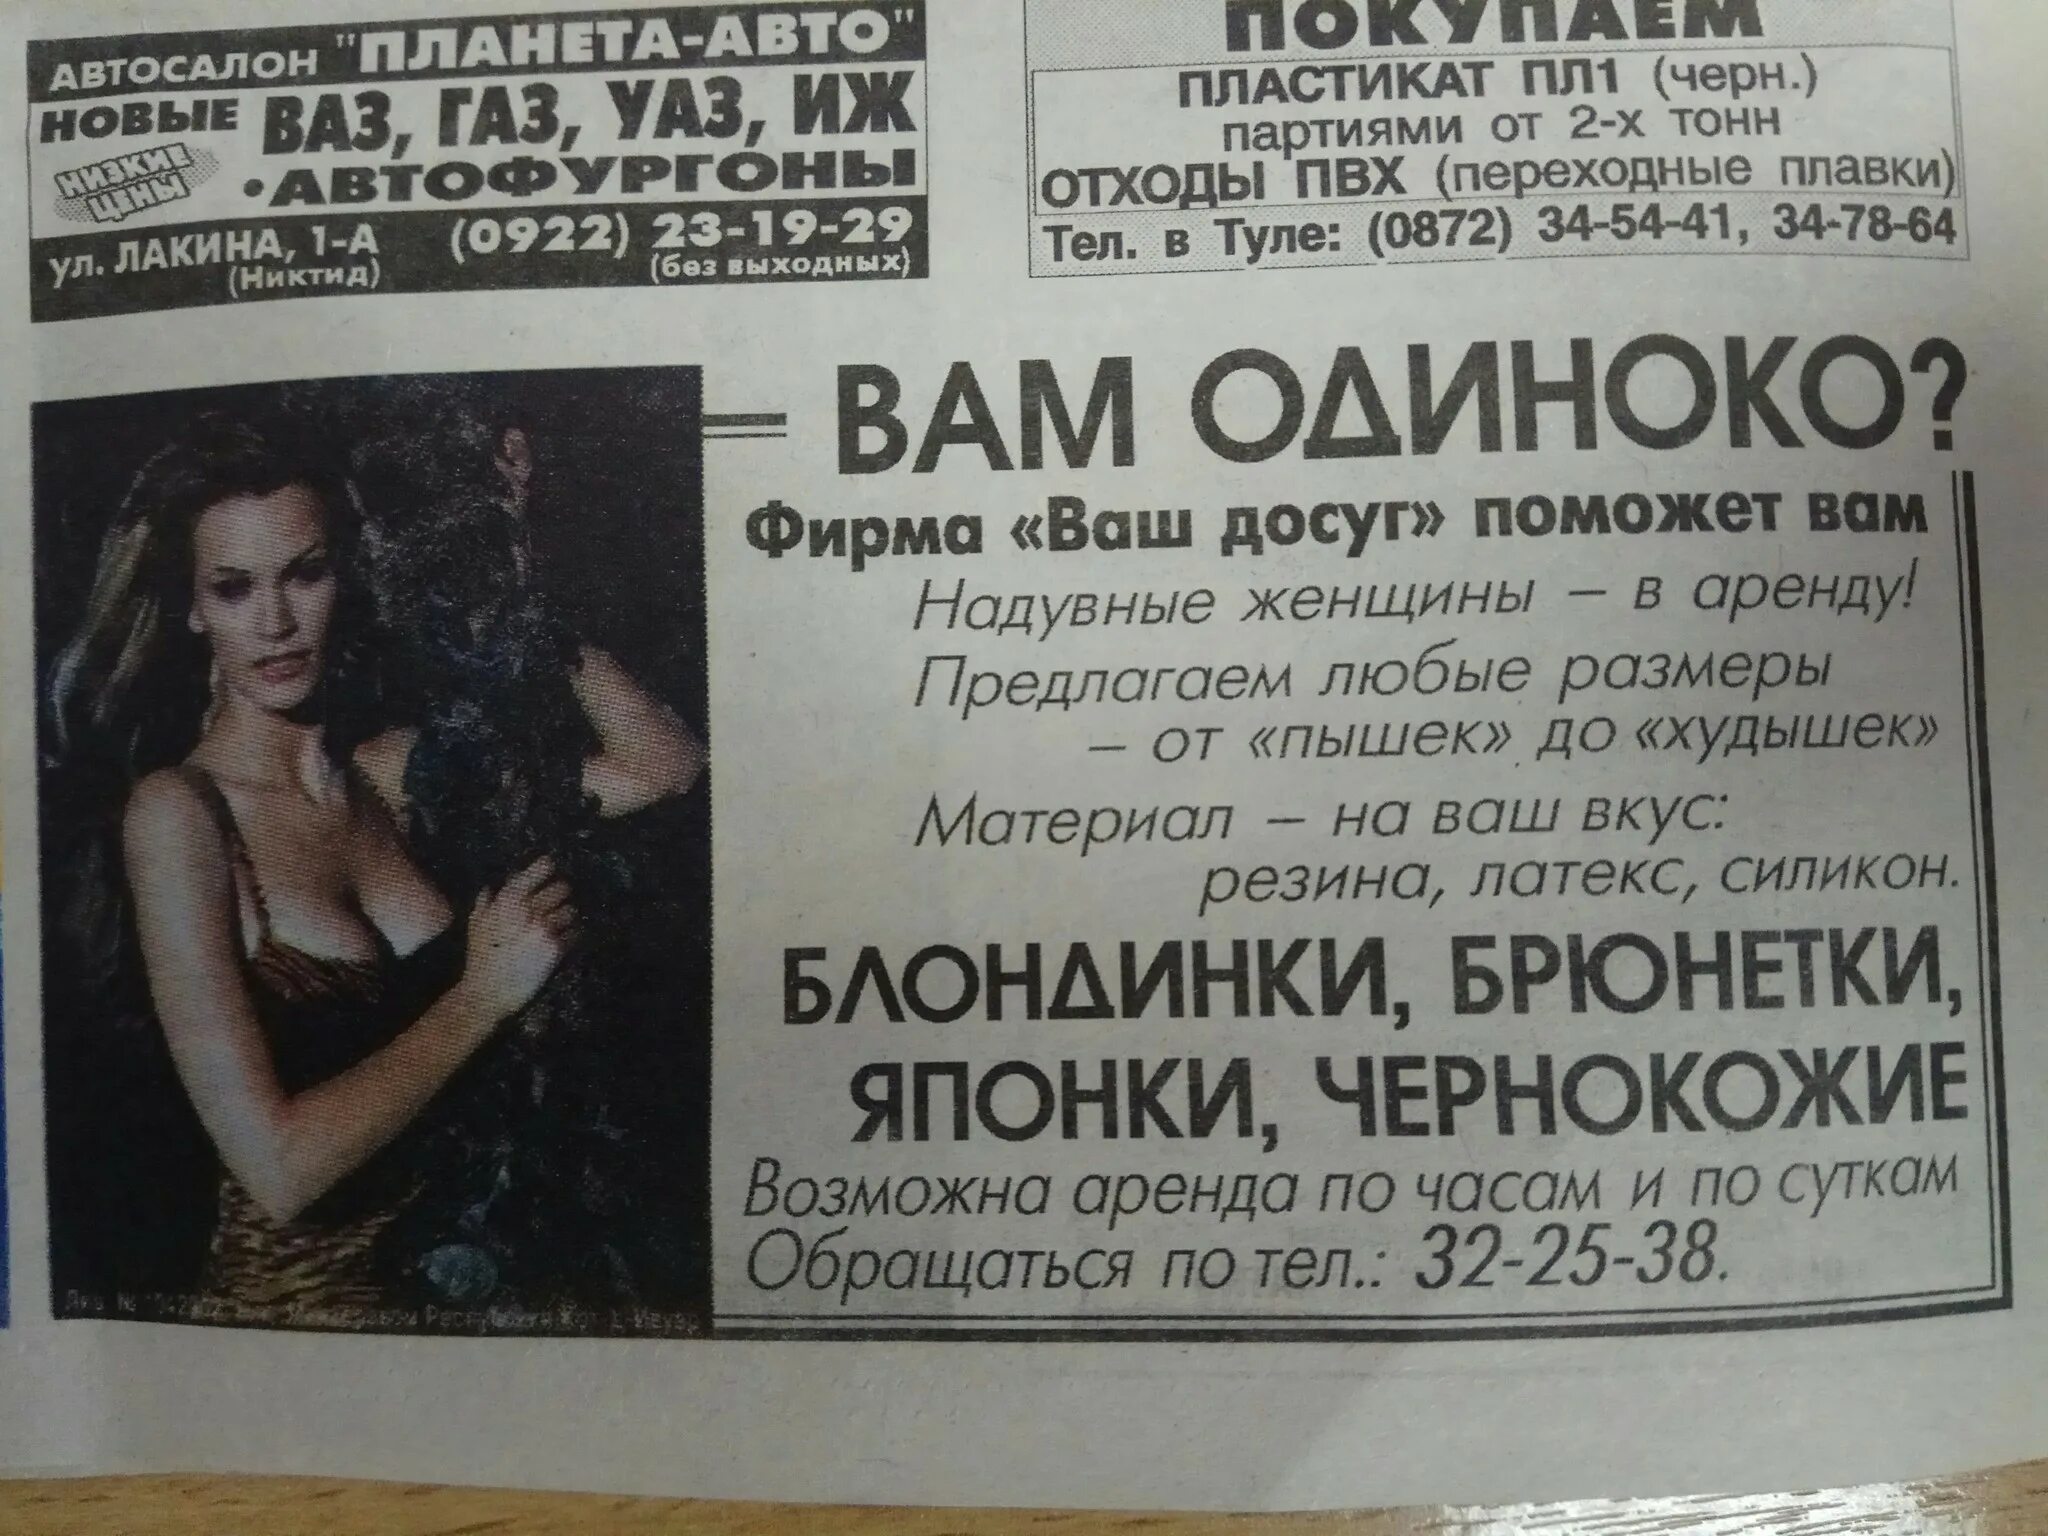 АВТОСАЛОН "ПЛАНЕТА-АВТО"
НОВЫЕ ВАЗ, ГАЗ, УАЗ, ИЖ
НИЗКИЕ ЦЕНЫ
•АВТОФУРГОНЫ
ул. ЛАКИНА, 1-А (0922) 23-19-29
(Никтид) (без выходных)
ПОКУПАЕМ
ПЛАСТИКАТ ПЛ1 (черн.)
партиями от 2-х тонн
ОТХОДЫ ПВХ (переходные плавки)
Тел. в Туле: (0872) 34-54-41, 34-78-64
ВАМ ОДИНОКО?
Фирма «Ваш досуг» поможет вам
Надувные женщины – в аренду!
Предлагаем любые размеры
– от «пышек» до «худышек»
Материал – на ваш вкус:
резина, латекс, силикон.
БЛОНДИНКИ, БРЮНЕТКИ,
ЯПОНКИ, ЧЕРНОКОЖИЕ
Возможна аренда по часам и по суткам
Обращаться по тел.: 32-25-38.
Республики Кот-д-Ивуар